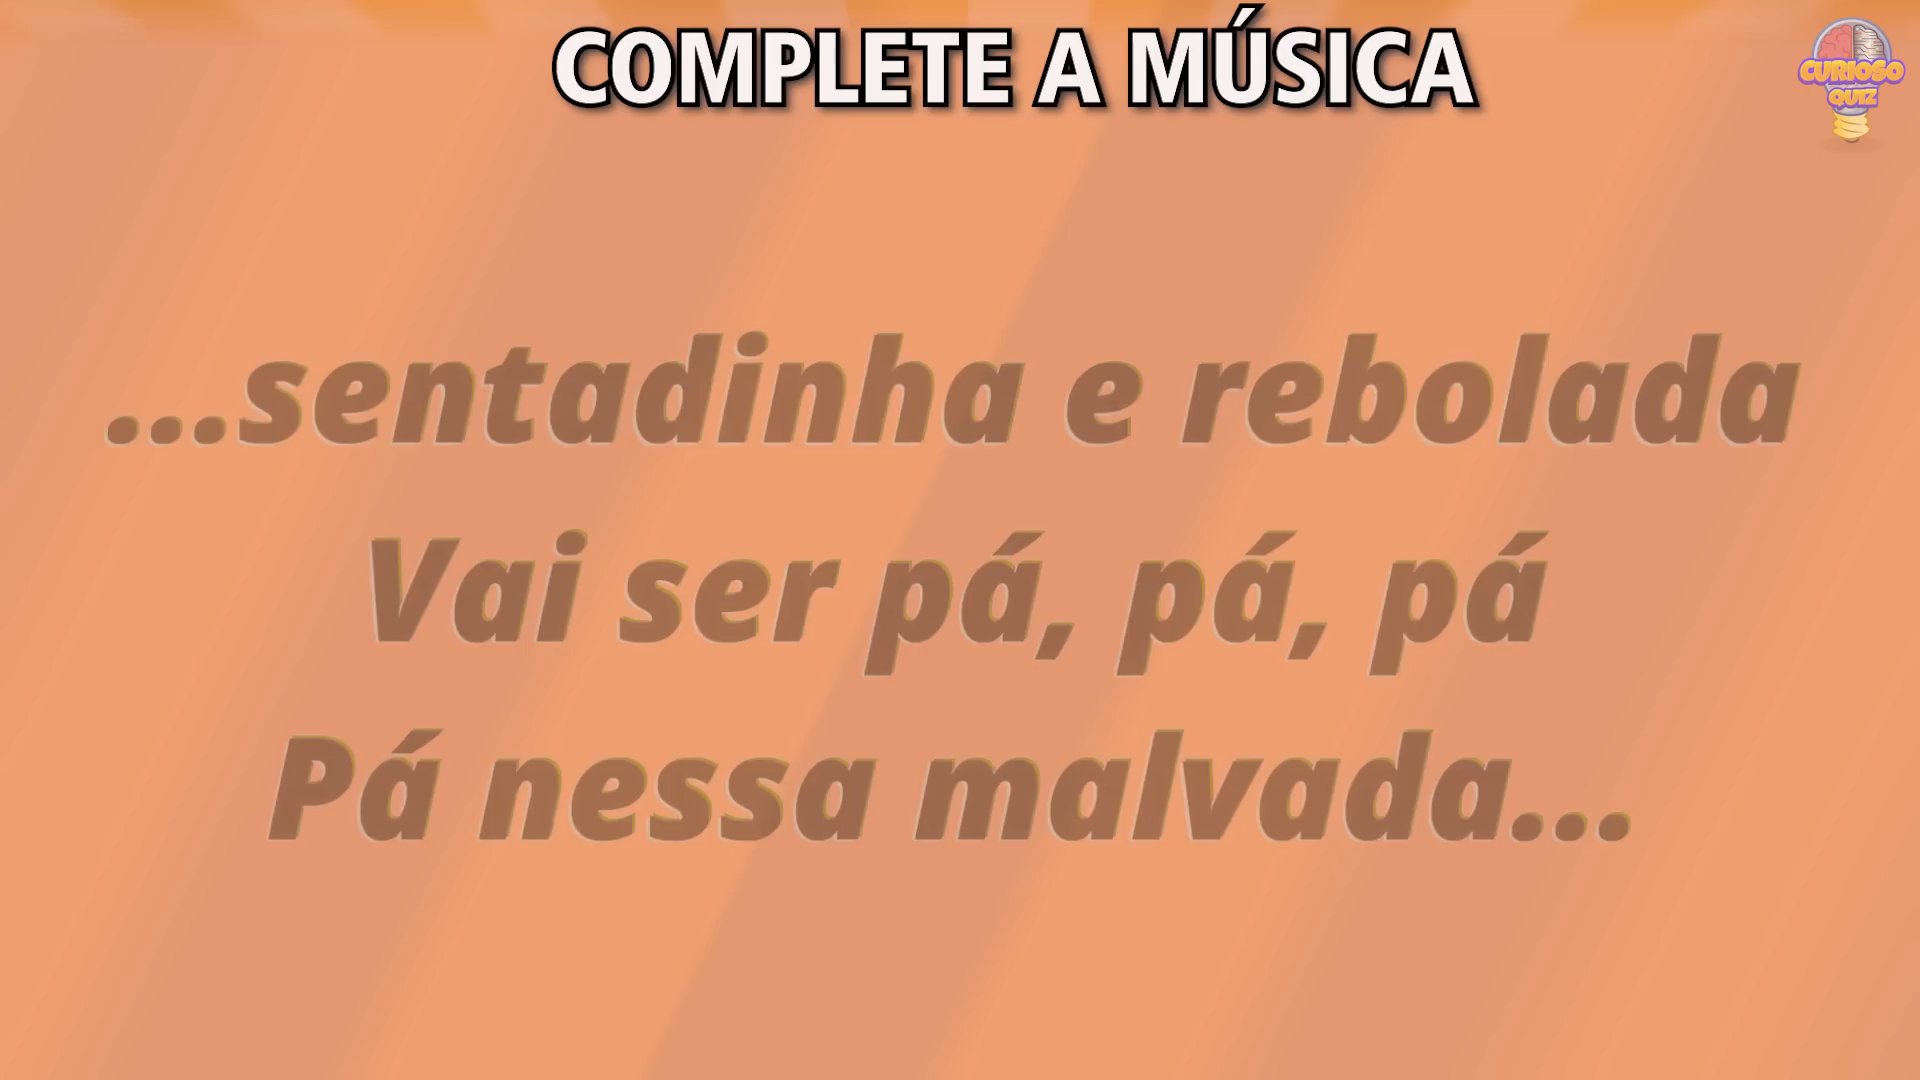 COMPLETE A MÚSICA
CURIOSO
QUIZ
...sentadinha e rebolada
Vai ser pá, pá, pá
Pá nessa malvada...